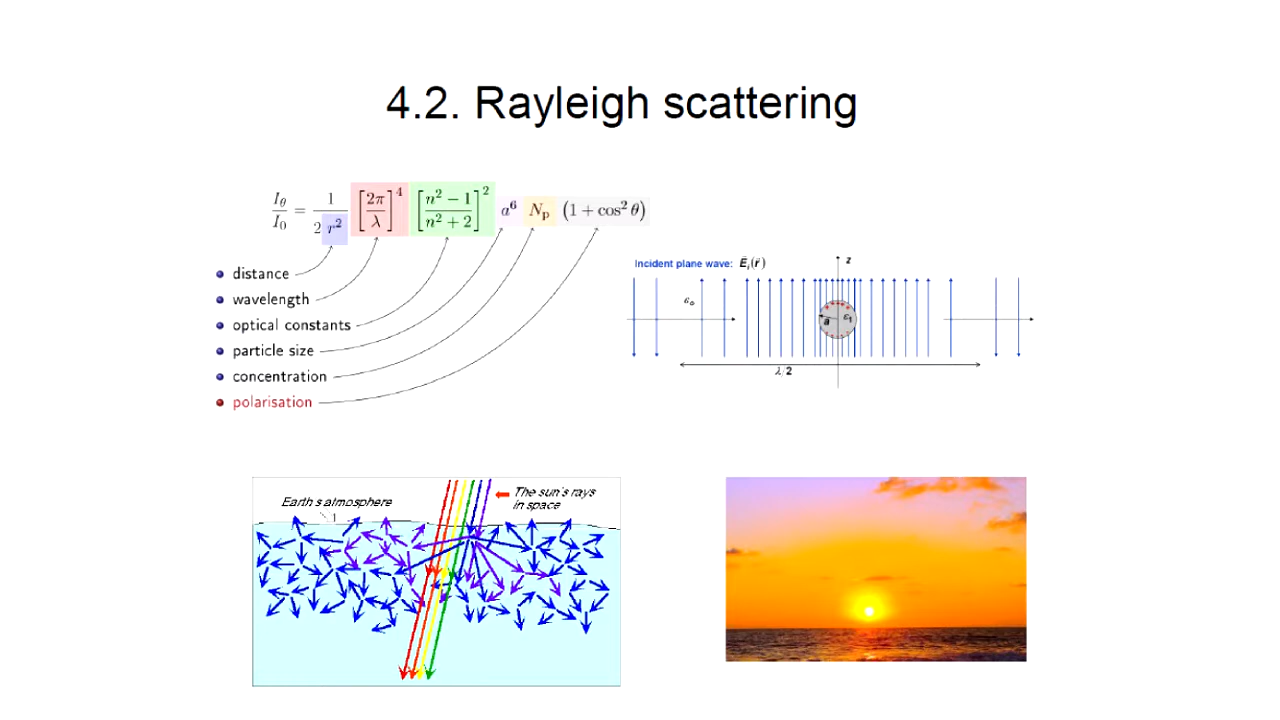 4.2. Rayleigh scattering
I_θ/I_0 = 1/(2 r²) [2π/λ]⁴ [(n² − 1)/(n² + 2)]² a⁶ N_p (1 + cos² θ)
distance
wavelength
optical constants
particle size
concentration
polarisation
Incident plane wave: Ē_i(r̄)
z
ε_o
a
ε_1
λ/2
Earth s atmosphere
The sun's rays
in space